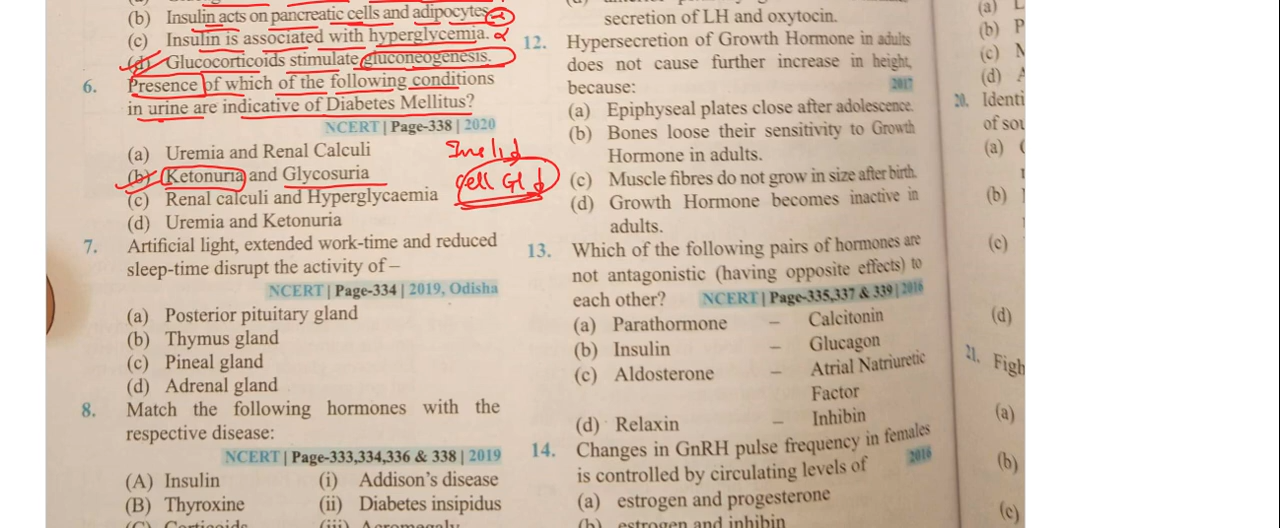 (b) Insulin acts on pancreatic cells and adipocytes.
(c) Insulin is associated with hyperglycemia.
(d) Glucocorticoids stimulate gluconeogenesis.
6. Presence of which of the following conditions
in urine are indicative of Diabetes Mellitus?
NCERT | Page-338 | 2020
(a) Uremia and Renal Calculi
(b) Ketonuria and Glycosuria
(c) Renal calculi and Hyperglycaemia
(d) Uremia and Ketonuria
7. Artificial light, extended work-time and reduced
sleep-time disrupt the activity of –
NCERT | Page-334 | 2019, Odisha
(a) Posterior pituitary gland
(b) Thymus gland
(c) Pineal gland
(d) Adrenal gland
8. Match the following hormones with the
respective disease:
NCERT | Page-333,334,336 & 338 | 2019
(A) Insulin (i) Addison's disease
(B) Thyroxine (ii) Diabetes insipidus
(C) Corticoids (iii) Acromegaly
secretion of LH and oxytocin.
12. Hypersecretion of Growth Hormone in adults
does not cause further increase in height,
because:
2017
(a) Epiphyseal plates close after adolescence.
(b) Bones loose their sensitivity to Growth
Hormone in adults.
(c) Muscle fibres do not grow in size after birth.
(d) Growth Hormone becomes inactive in
adults.
13. Which of the following pairs of hormones are
not antagonistic (having opposite effects) to
each other? NCERT | Page-335,337 & 339 | 2016
(a) Parathormone – Calcitonin
(b) Insulin – Glucagon
(c) Aldosterone – Atrial Natriuretic
Factor
(d) Relaxin – Inhibin
14. Changes in GnRH pulse frequency in females
is controlled by circulating levels of 2016
(a) estrogen and progesterone
(b) estrogen and inhibin
(a)
(b)
(c)
(d)
20. Identi
of sou
(a)
(b)
(c)
(d)
21. Figh
(a)
(b)
(c)